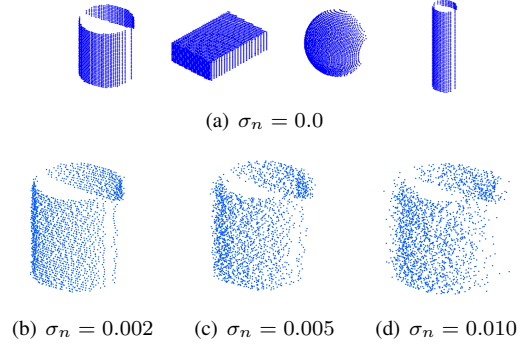 (a) σn = 0.0
(b) σn = 0.002 (c) σn = 0.005 (d) σn = 0.010